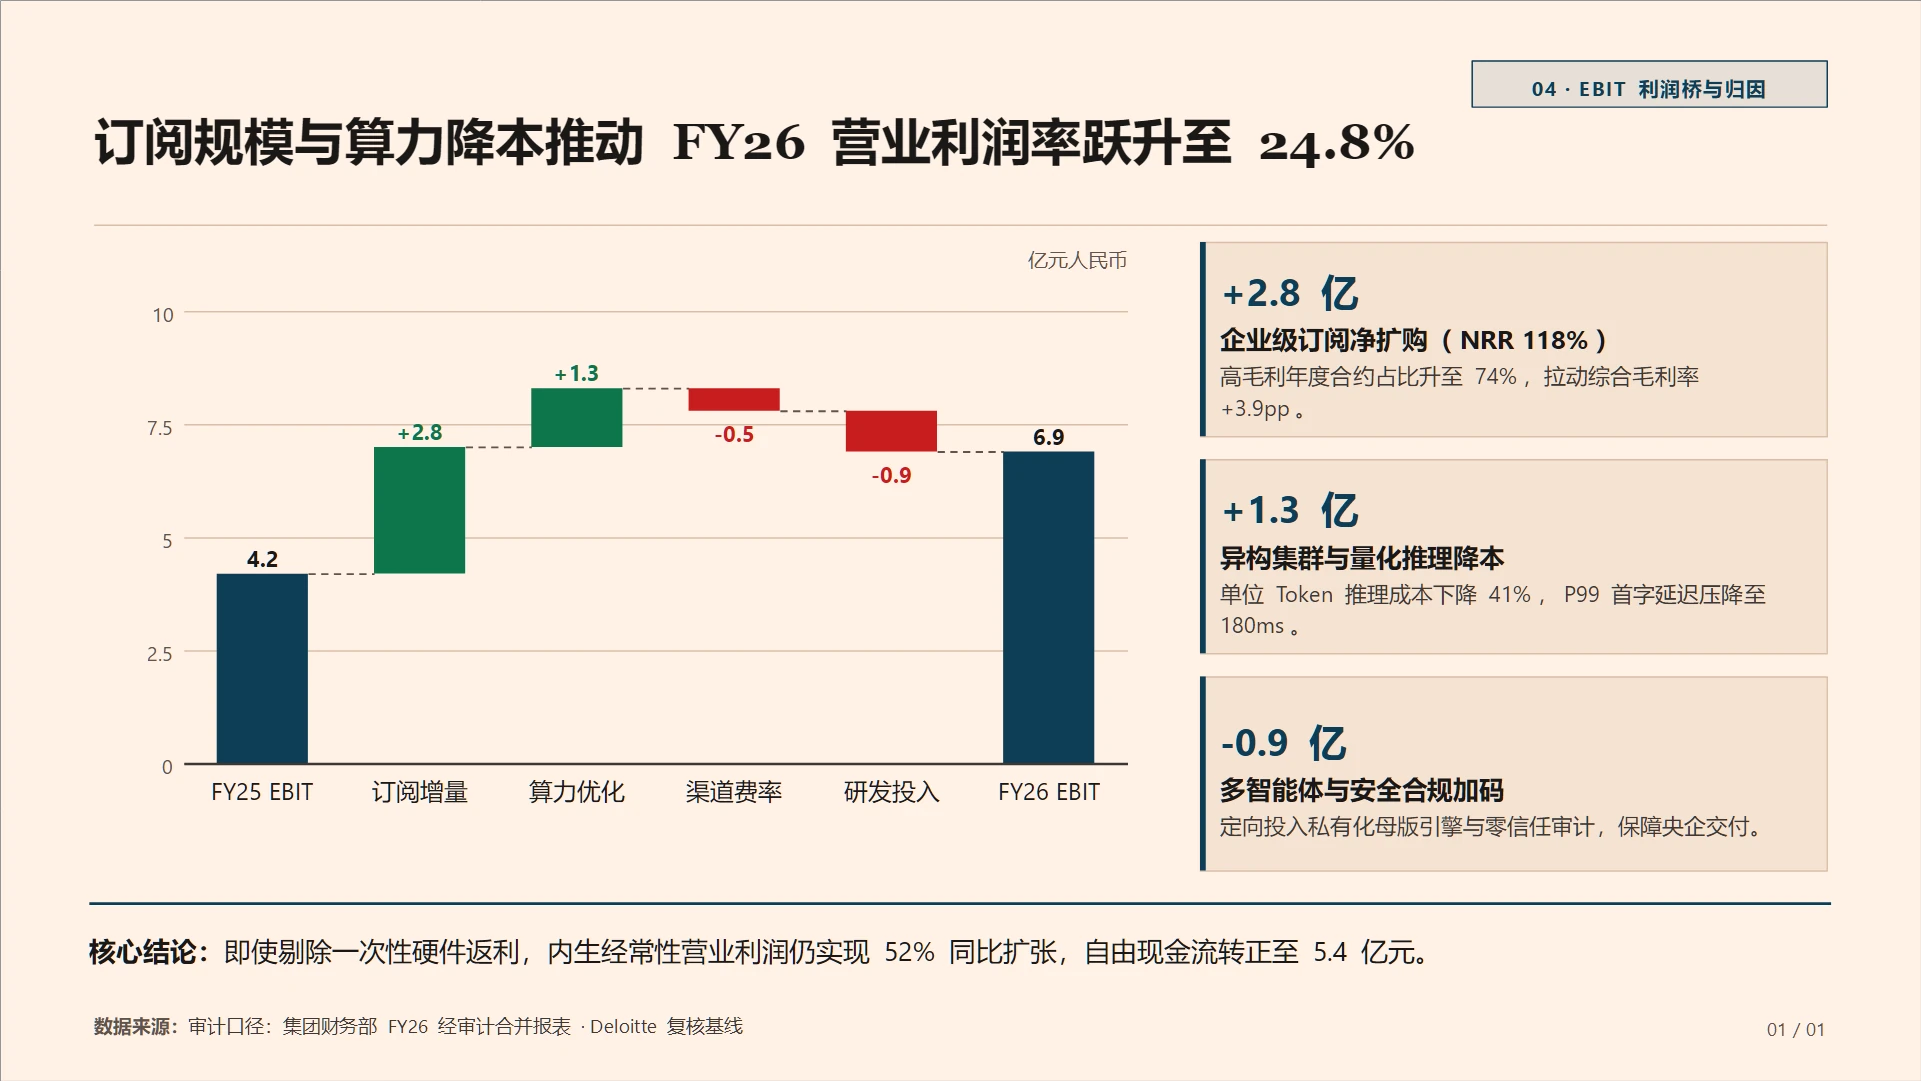 04 · EBIT 利润桥与归因
订阅规模与算力降本推动 FY26 营业利润率跃升至 24.8%
亿元人民币
10
7.5
5
2.5
0
4.2
+2.8
+1.3
-0.5
-0.9
6.9
FY25 EBIT
订阅增量
算力优化
渠道费率
研发投入
FY26 EBIT
+2.8 亿
企业级订阅净扩购（NRR 118%）
高毛利年度合约占比升至 74%，拉动综合毛利率
+3.9pp。
+1.3 亿
异构集群与量化推理降本
单位 Token 推理成本下降 41%，P99 首字延迟压降至
180ms。
-0.9 亿
多智能体与安全合规加码
定向投入私有化母版引擎与零信任审计，保障央企交付。
核心结论：即使剔除一次性硬件返利，内生经常性营业利润仍实现 52% 同比扩张，自由现金流转正至 5.4 亿元。
数据来源：审计口径：集团财务部 FY26 经审计合并报表 · Deloitte 复核基线
01 / 01